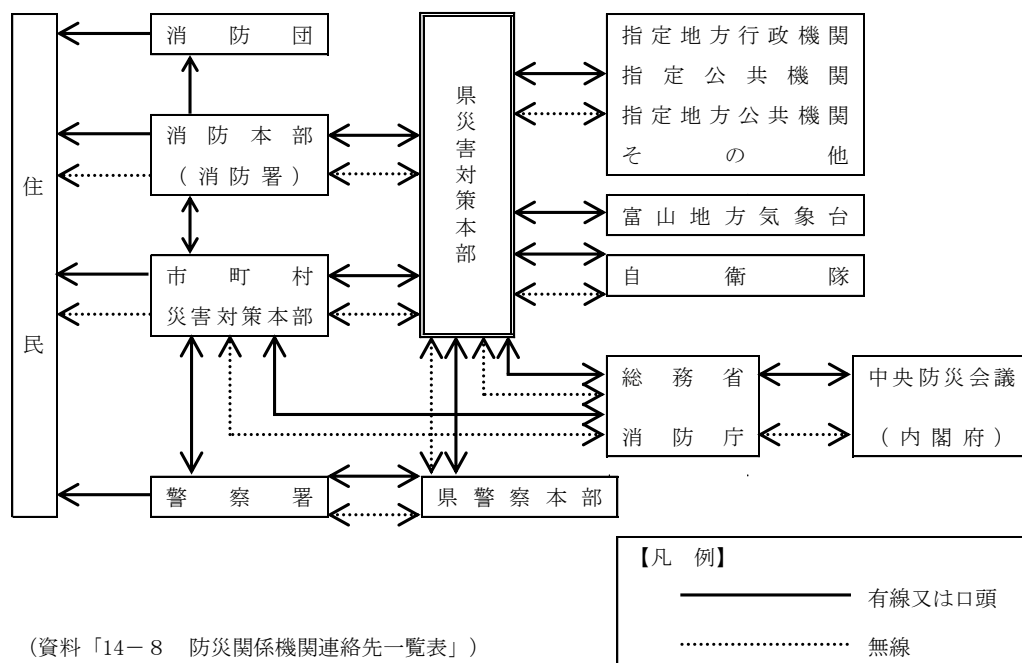 住民
消防団
消防本部
(消防署)
市町村
災害対策本部
警察署
県災害対策本部
県警察本部
指定地方行政機関
指定公共機関
指定地方公共機関
その他
富山地方気象台
自衛隊
総務省
消防庁
中央防災会議
(内閣府)
【凡　例】
有線又は口頭
無線
(資料「14-8　防災関係機関連絡先一覧表」)